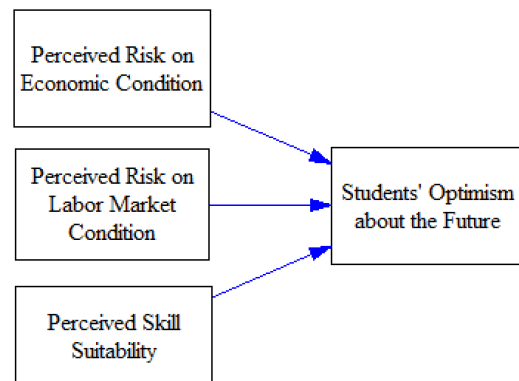 Perceived Risk on
Economic Condition
Perceived Risk on
Labor Market
Condition
Students' Optimism
about the Future
Perceived Skill
Suitability